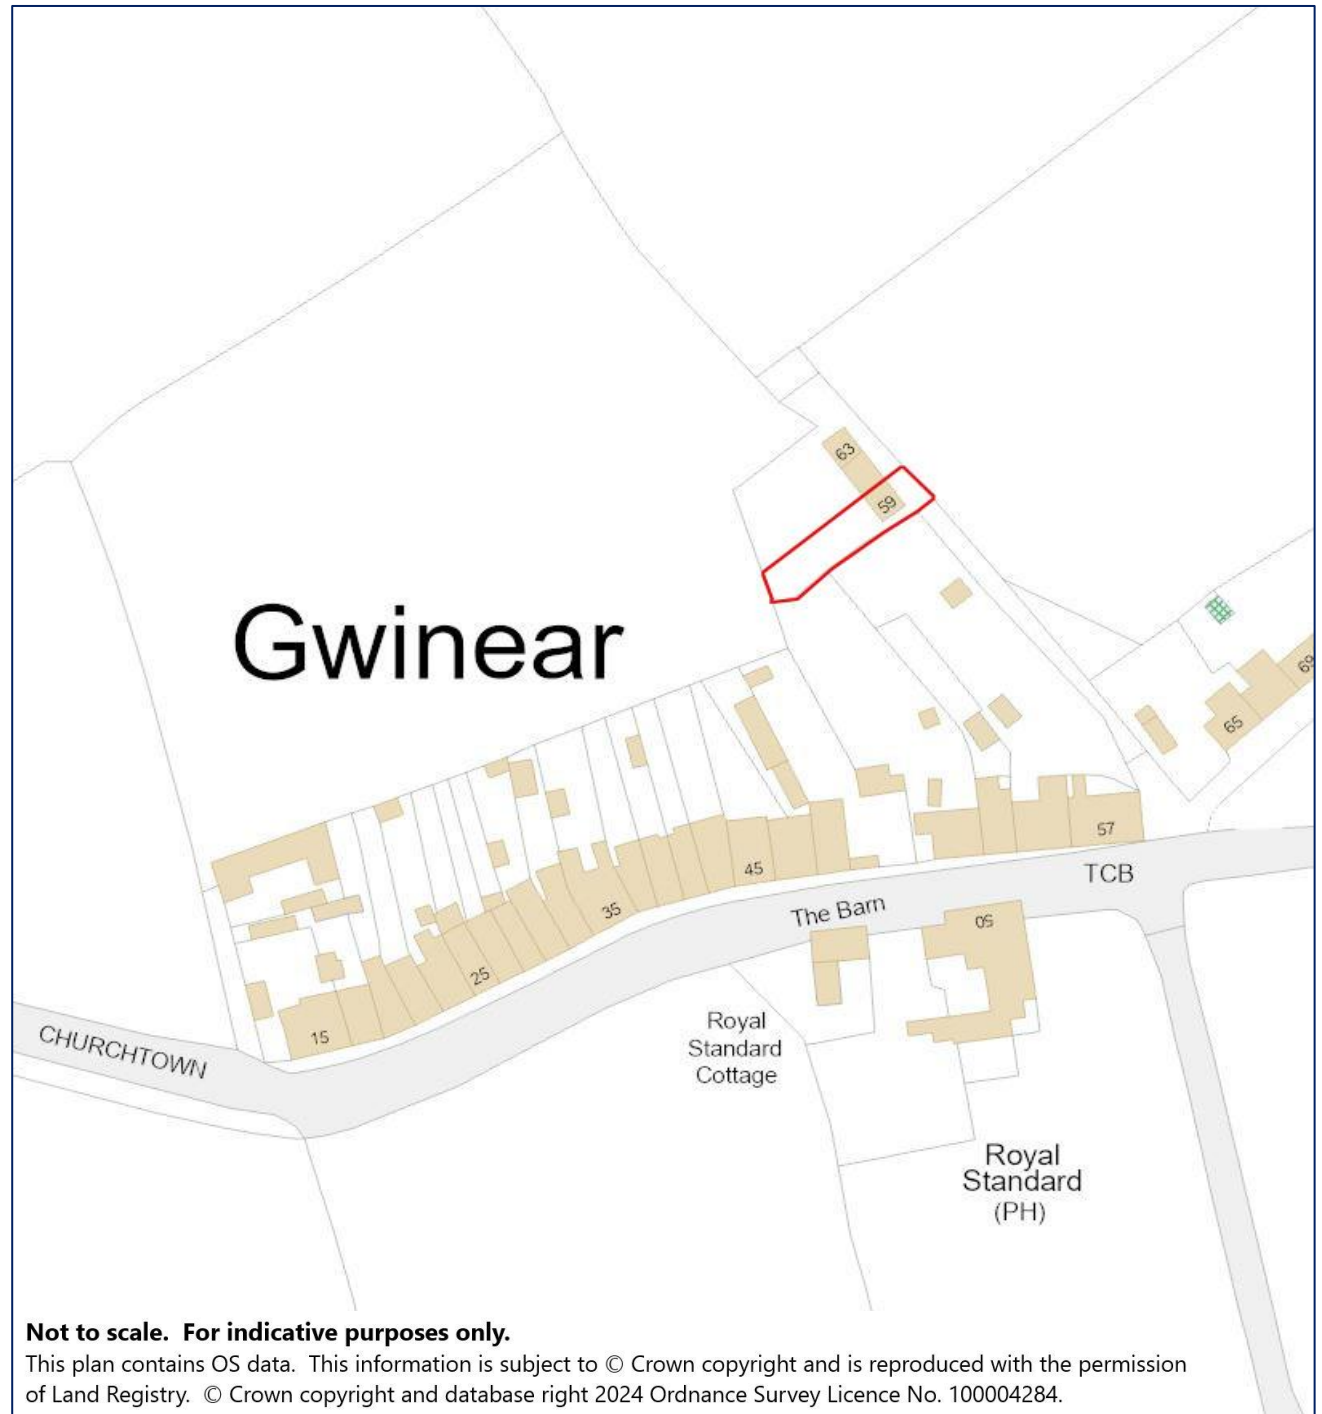 63
59
Gwinear
69
65
57
45
TCB
35
The Barn
50
25
15
CHURCHTOWN
Royal
Standard
Cottage
Royal
Standard
(PH)
Not to scale.  For indicative purposes only.
This plan contains OS data.  This information is subject to © Crown copyright and is reproduced with the permission
of Land Registry.  © Crown copyright and database right 2024 Ordnance Survey Licence No. 100004284.